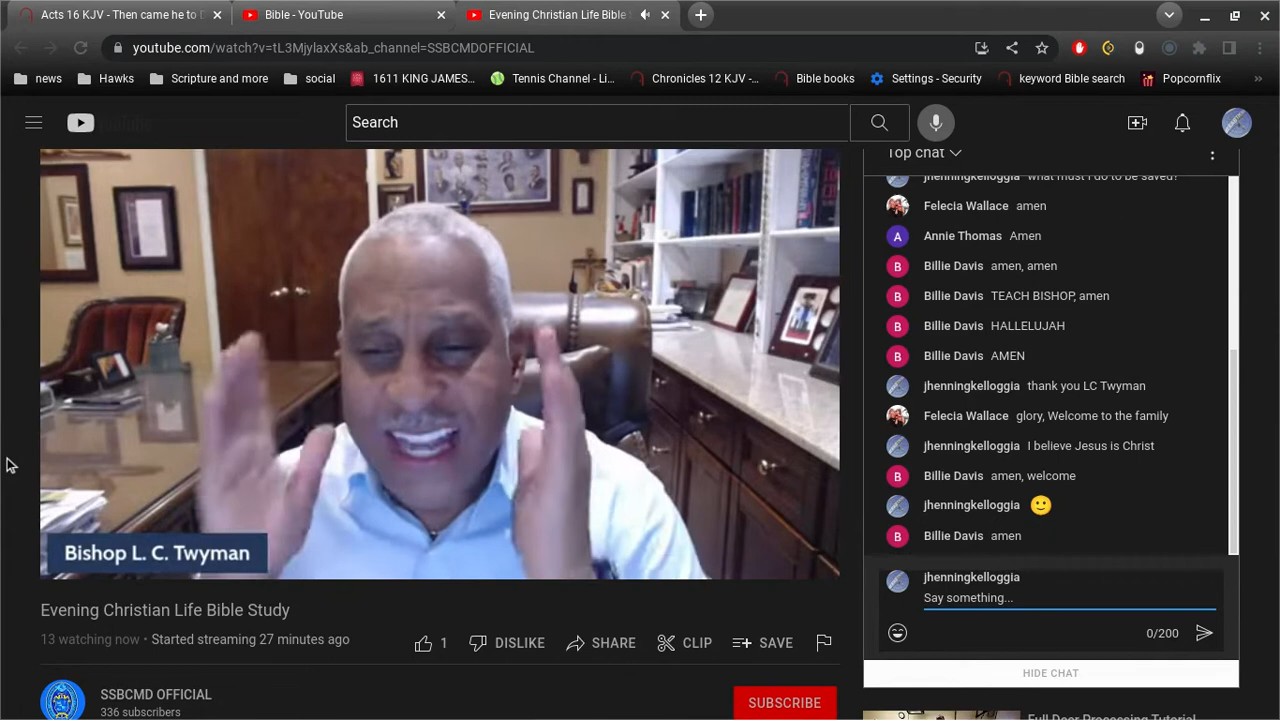 Acts 16 KJV - Then came he to D
Bible - YouTube
Evening Christian Life Bible
youtube.com/watch?v=tL3MjylaxXs&ab_channel=SSBCMDOFFICIAL
news
Hawks
Scripture and more
social
1611 KING JAMES...
Tennis Channel - Li...
Chronicles 12 KJV -...
Bible books
Settings - Security
keyword Bible search
Popcornflix
Search
Top chat
jhenningkelloggia what must I do to be saved?
Felecia Wallace amen
A Annie Thomas Amen
B Billie Davis amen, amen
B Billie Davis TEACH BISHOP, amen
B Billie Davis HALLELUJAH
B Billie Davis AMEN
jhenningkelloggia thank you LC Twyman
Felecia Wallace glory, Welcome to the family
jhenningkelloggia I believe Jesus is Christ
B Billie Davis amen, welcome
jhenningkelloggia 🙂
B Billie Davis amen
jhenningkelloggia
Say something...
0/200
HIDE CHAT
Bishop L. C. Twyman
Evening Christian Life Bible Study
13 watching now • Started streaming 27 minutes ago
1 DISLIKE SHARE CLIP SAVE
SSBCMD OFFICIAL
336 subscribers
SUBSCRIBE
Full Door Processing Tutorial